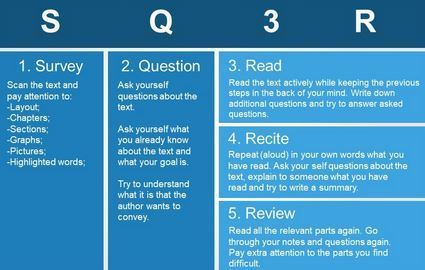 S Q 3 R
1. Survey
Scan the text and
pay attention to:
-Layout;
-Chapters;
-Sections;
-Graphs;
-Pictures;
-Highlighted words;
2. Question
Ask yourself
questions about the
text.
Ask yourself what
you already know
about the text and
what your goal is.
Try to understand
what it is that the
author wants to
convey.
3. Read
Read the text actively while keeping the previous
steps in the back of your mind. Write down
additional questions and try to answer asked
questions.
4. Recite
Repeat (aloud) in your own words what you
have read. Ask your self questions about the
text, explain to someone what you have
read and try to write a summary.
5. Review
Read all the relevant parts again. Go
through your notes and questions again.
Pay extra attention to the parts you find
difficult.